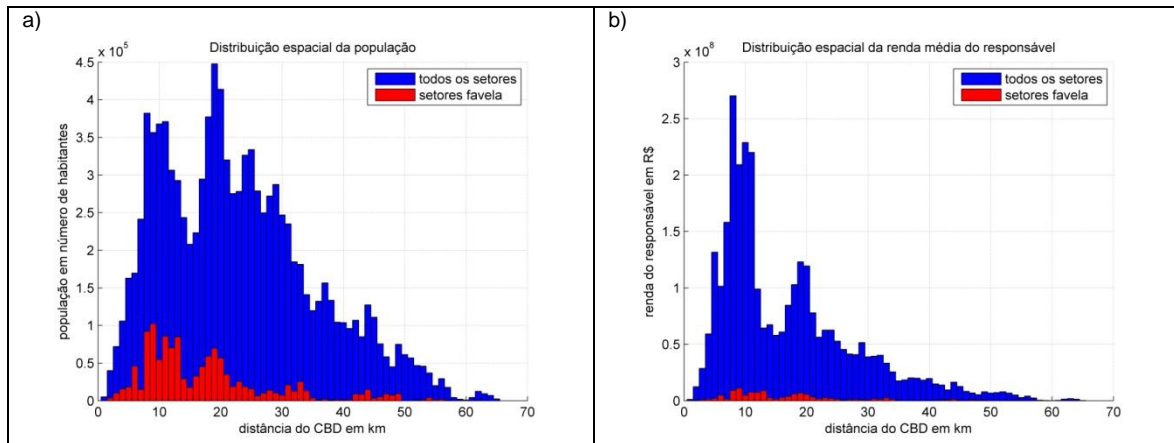 a)
Distribuição espacial da população
x 10⁵
4.5
4
3.5
3
2.5
2
1.5
1
0.5
0
população em número de habitantes
todos os setores
setores favela
0 10 20 30 40 50 60 70
distância do CBD em km
b)
Distribuição espacial da renda média do responsável
x 10⁸
3
2.5
2
1.5
1
0.5
0
renda do responsável em R$
todos os setores
setores favela
0 10 20 30 40 50 60 70
distância do CBD em km